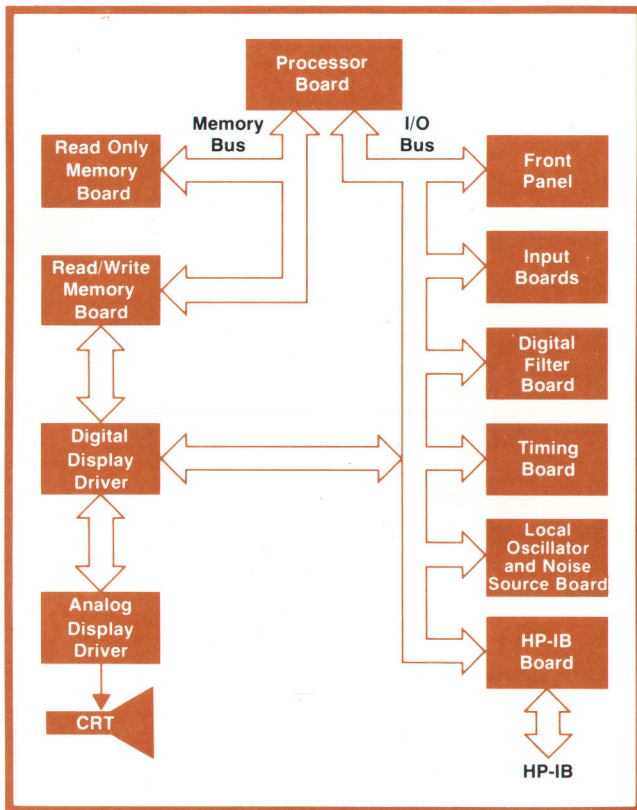 Processor
Board
Memory
Bus
I/O
Bus
Read Only
Memory
Board
Front
Panel
Read/Write
Memory
Board
Input
Boards
Digital
Filter
Board
Digital
Display
Driver
Timing
Board
Local
Oscillator
and Noise
Source Board
Analog
Display
Driver
HP-IB
Board
CRT
HP-IB